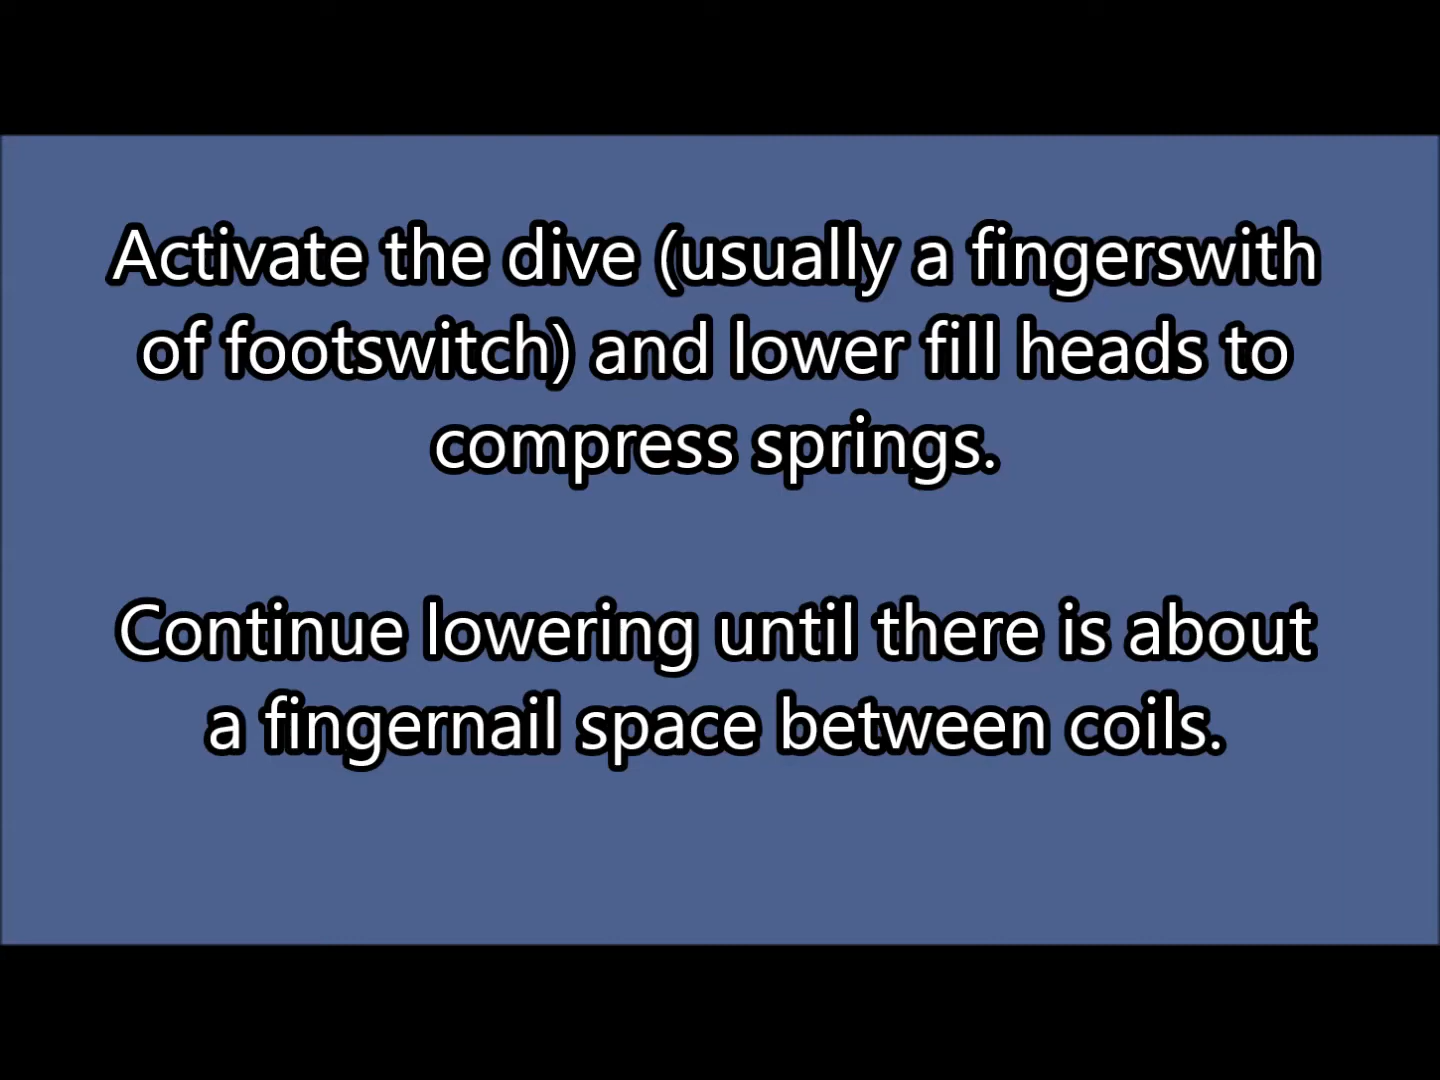 Activate the dive (usually a fingerswith
of footswitch) and lower fill heads to
compress springs.
Continue lowering until there is about
a fingernail space between coils.